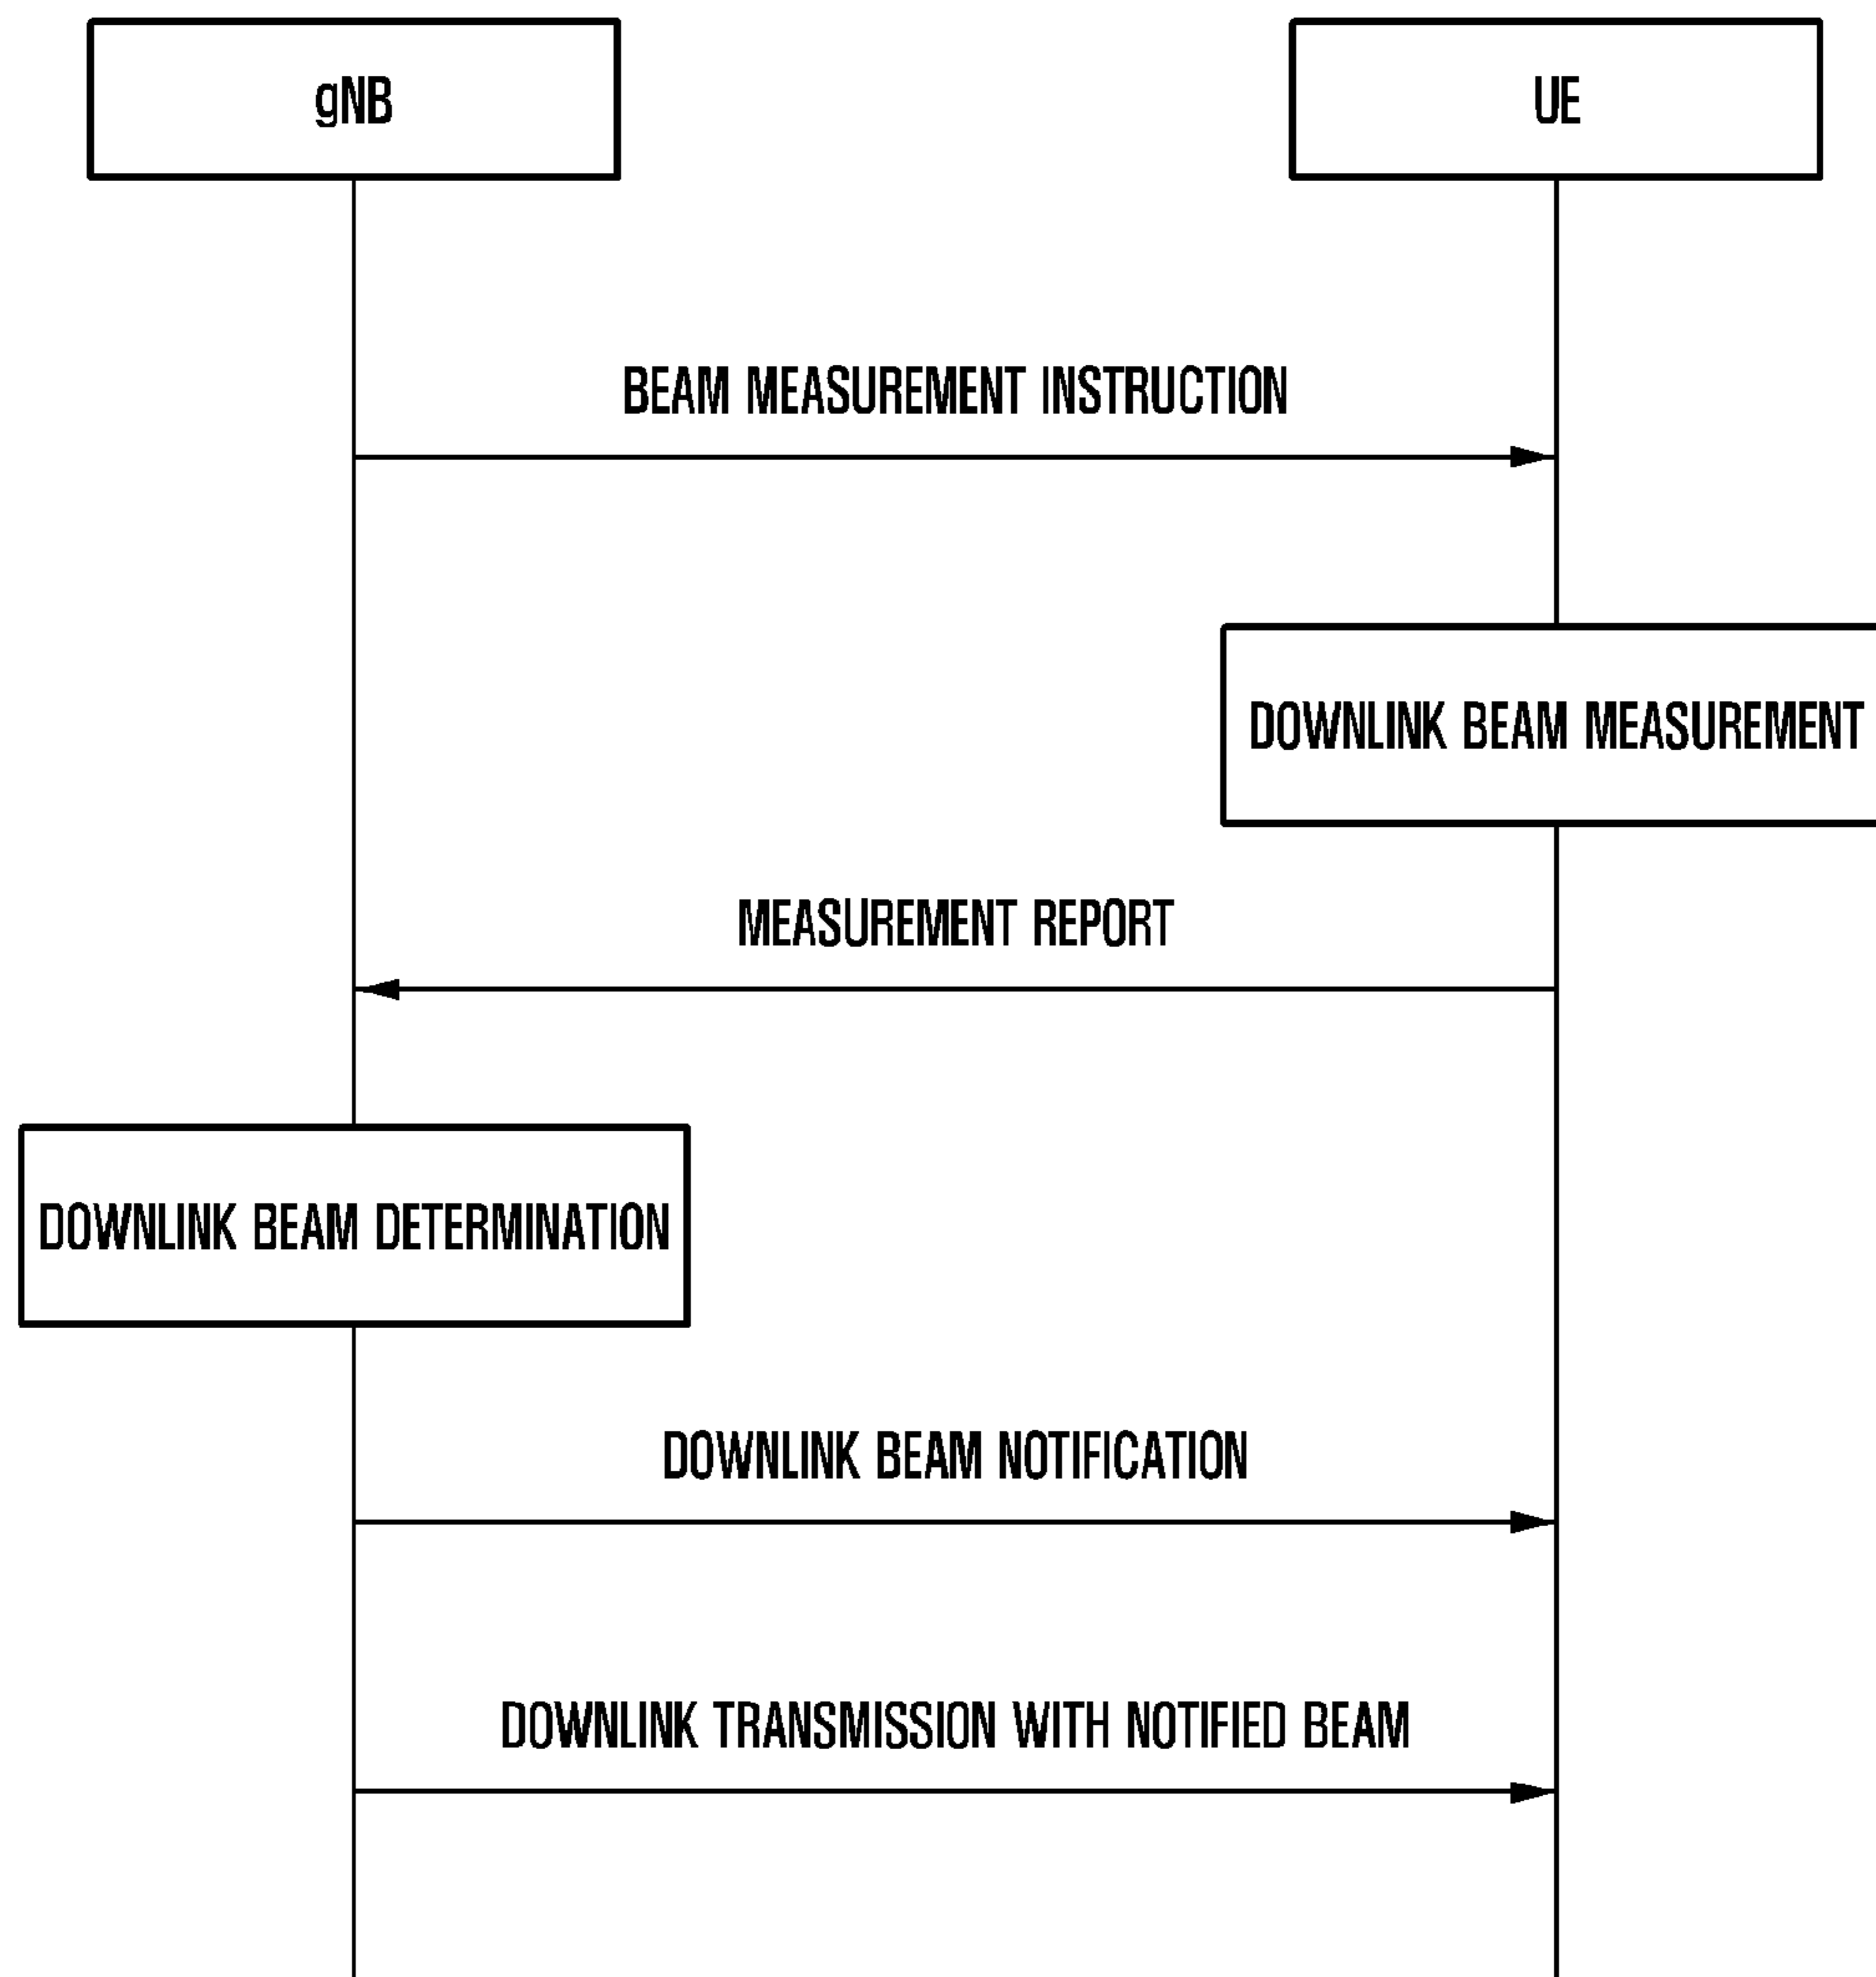 gNB
UE
BEAM MEASUREMENT INSTRUCTION
DOWNLINK BEAM MEASUREMENT
MEASUREMENT REPORT
DOWNLINK BEAM DETERMINATION
DOWNLINK BEAM NOTIFICATION
DOWNLINK TRANSMISSION WITH NOTIFIED BEAM